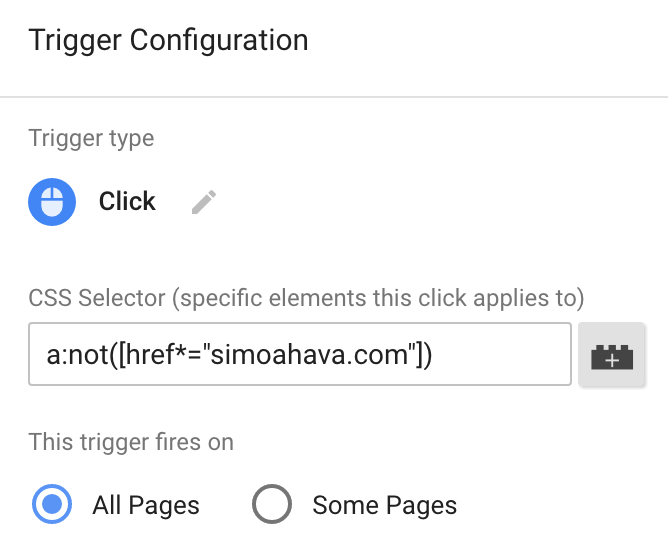 Trigger Configuration
Trigger type
Click
CSS Selector (specific elements this click applies to)
a:not([href*="simoahava.com"])
This trigger fires on
All Pages Some Pages